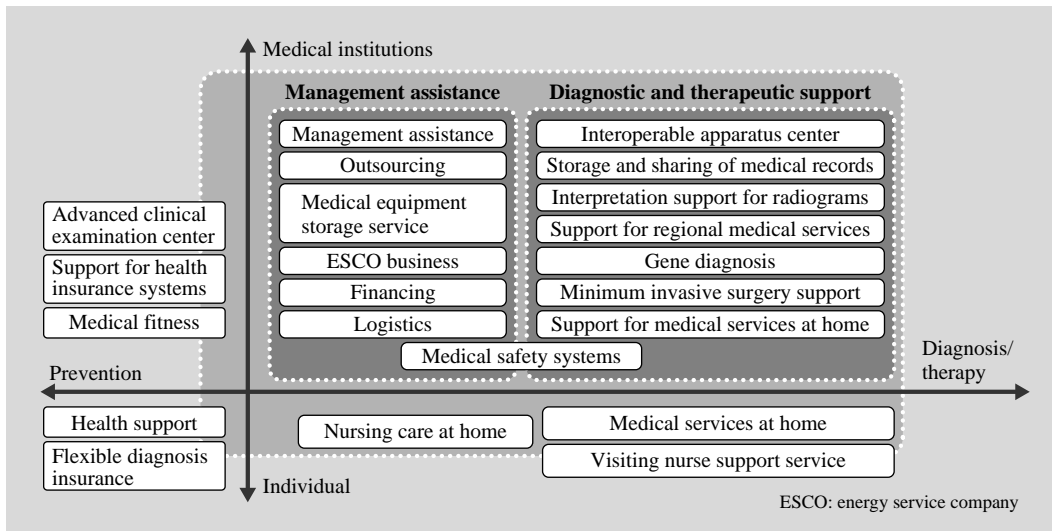 Medical institutions
Management assistance
Diagnostic and therapeutic support
Management assistance
Outsourcing
Medical equipment
storage service
ESCO business
Financing
Logistics
Interoperable apparatus center
Storage and sharing of medical records
Interpretation support for radiograms
Support for regional medical services
Gene diagnosis
Minimum invasive surgery support
Support for medical services at home
Medical safety systems
Advanced clinical
examination center
Support for health
insurance systems
Medical fitness
Prevention
Diagnosis/
therapy
Health support
Flexible diagnosis
insurance
Nursing care at home
Medical services at home
Visiting nurse support service
Individual
ESCO: energy service company